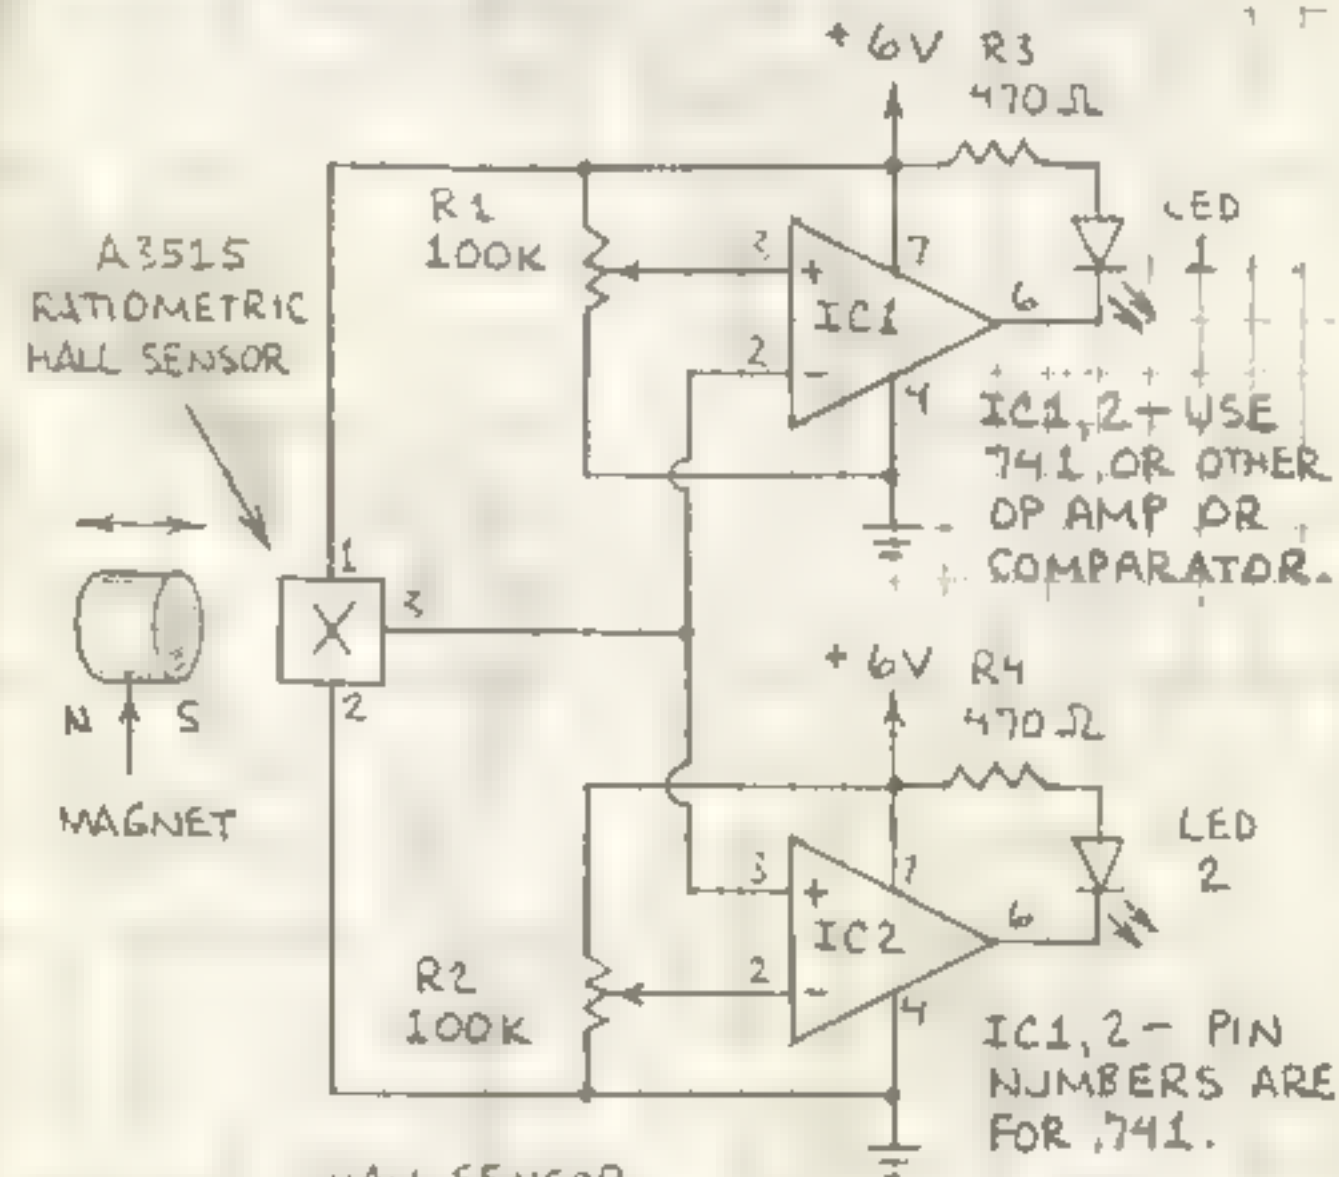 + 6V R3
470Ω
R1
100K
LED
1
A3515
RATIOMETRIC
HALL SENSOR
3
+
7
IC1
6
2
-
4
IC1, 2 - USE
741, OR OTHER
OP AMP OR
COMPARATOR.
1
X
3
2
N S
MAGNET
+ 6V R4
470Ω
LED
2
3
+
7
IC2
6
2
-
4
R2
100K
IC1, 2 - PIN
NUMBERS ARE
FOR 741.
HALL SENSOR